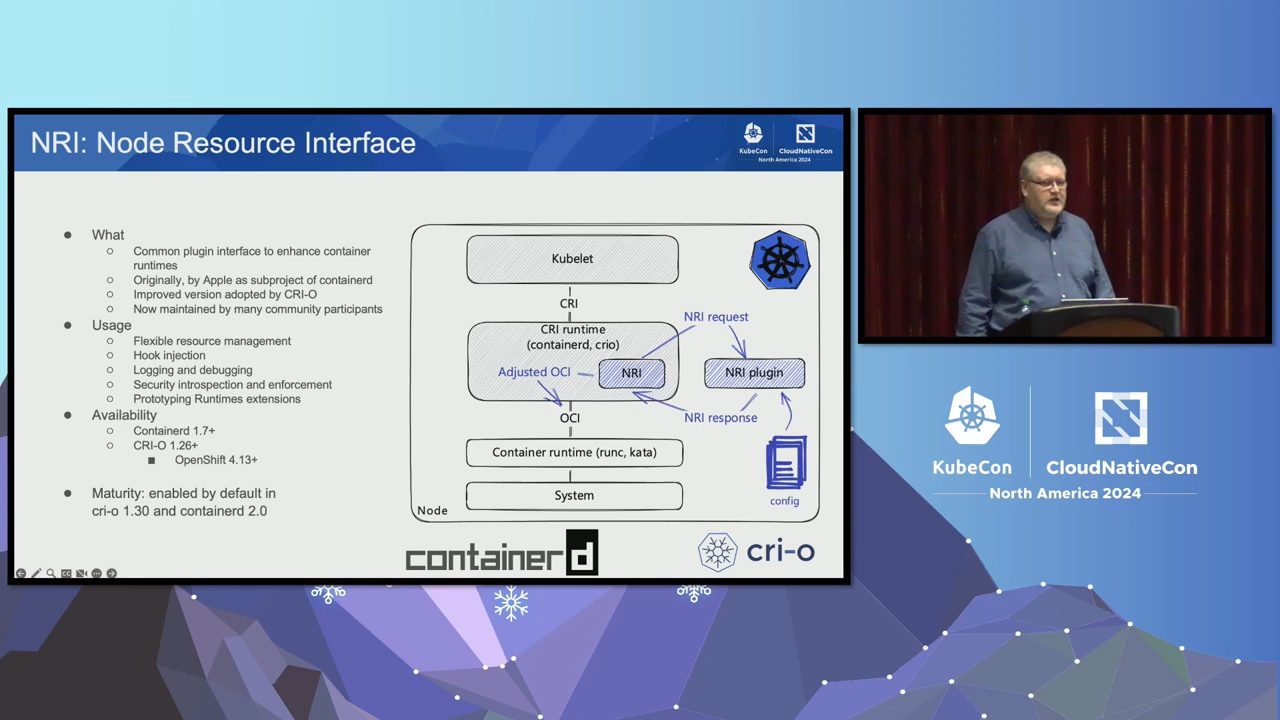 NRI: Node Resource Interface
KubeCon
CloudNativeCon
North America 2024
What
Common plugin interface to enhance container
runtimes
Originally, by Apple as subproject of containerd
Improved version adopted by CRI-O
Now maintained by many community participants
Usage
Flexible resource management
Hook injection
Logging and debugging
Security introspection and enforcement
Prototyping Runtimes extensions
Availability
Containerd 1.7+
CRI-O 1.26+
OpenShift 4.13+
Maturity: enabled by default in
cri-o 1.30 and containerd 2.0
Kubelet
CRI
CRI runtime
(containerd, crio)
NRI request
Adjusted OCI
NRI
NRI plugin
OCI
NRI response
Container runtime (runc, kata)
System
config
Node
containerd
cri-o
KubeCon
CloudNativeCon
North America 2024